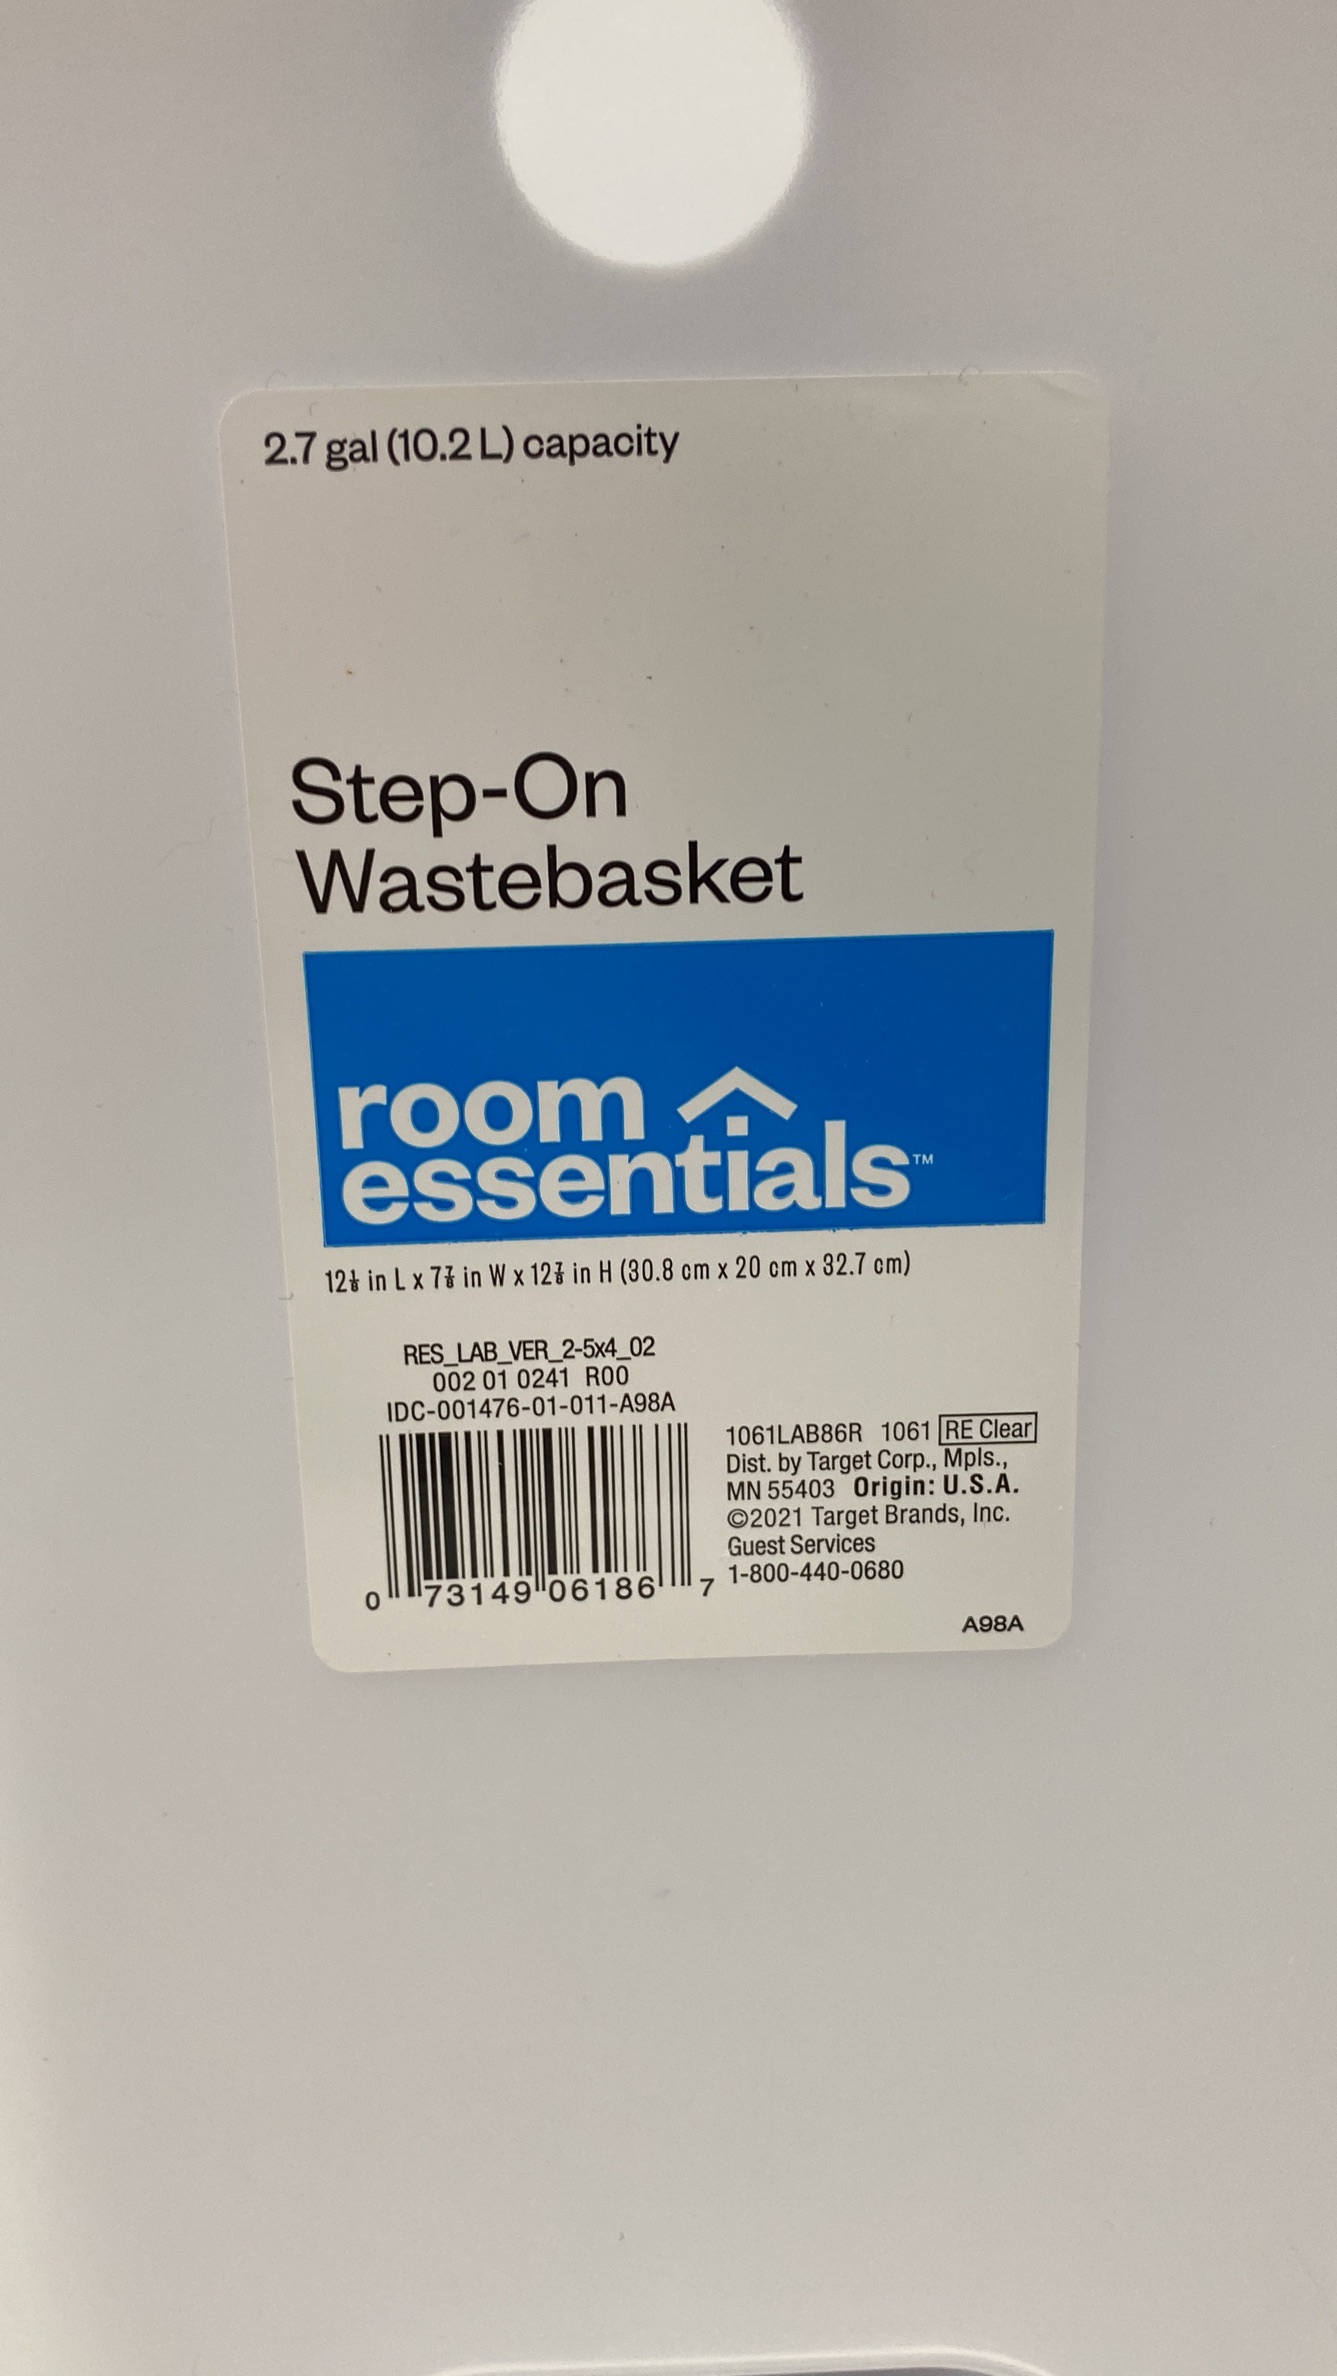 2.7 gal (10.2 L) capacity
Step-On
Wastebasket
room
essentials™
12⅛ in L x 7⅞ in W x 12⅞ in H (30.8 cm x 20 cm x 32.7 cm)
RES_LAB_VER_2-5x4_02
002 01 0241 R00
IDC-001476-01-011-A98A
0 73149 06186 7
1061LAB86R 1061 RE Clear
Dist. by Target Corp., Mpls.,
MN 55403 Origin: U.S.A.
©2021 Target Brands, Inc.
Guest Services
1-800-440-0680
A98A